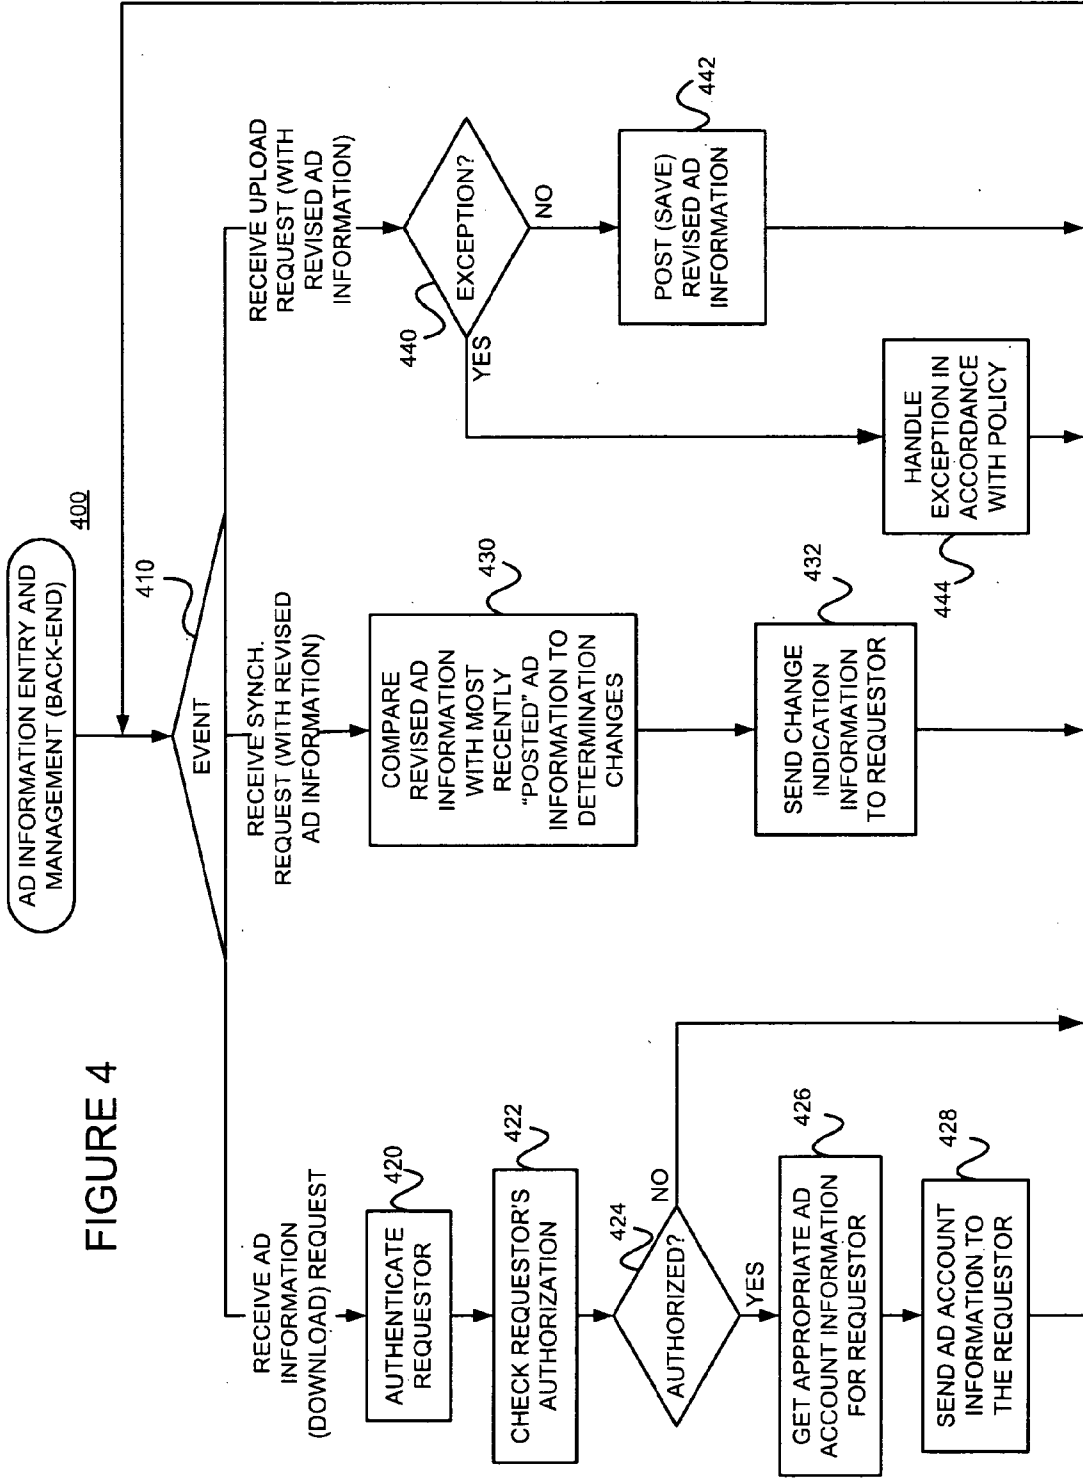 FIGURE 4
AD INFORMATION ENTRY AND
MANAGEMENT (BACK-END)
400
EVENT
410
RECEIVE AD
INFORMATION
(DOWNLOAD) REQUEST
420
AUTHENTICATE
REQUESTOR
422
CHECK REQUESTOR'S
AUTHORIZATION
424
AUTHORIZED?
NO
YES
426
GET APPROPRIATE AD
ACCOUNT INFORMATION
FOR REQUESTOR
428
SEND AD ACCOUNT
INFORMATION TO
THE REQUESTOR
RECEIVE SYNCH.
REQUEST (WITH REVISED
AD INFORMATION)
430
COMPARE
REVISED AD
INFORMATION
WITH MOST
RECENTLY
"POSTED" AD
INFORMATION TO
DETERMINATION
CHANGES
432
SEND CHANGE
INDICATION
INFORMATION
TO REQUESTOR
RECEIVE UPLOAD
REQUEST (WITH
REVISED AD
INFORMATION)
440
EXCEPTION?
YES
NO
442
POST (SAVE)
REVISED AD
INFORMATION
444
HANDLE
EXCEPTION IN
ACCORDANCE
WITH POLICY